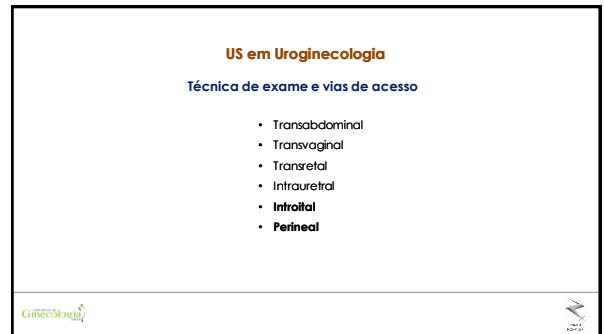 US em Uroginecologia
Técnica de exame e vias de acesso
• Transabdominal
• Transvaginal
• Transretal
• Intrauretral
• Introital
• Perineal
Ginecologia